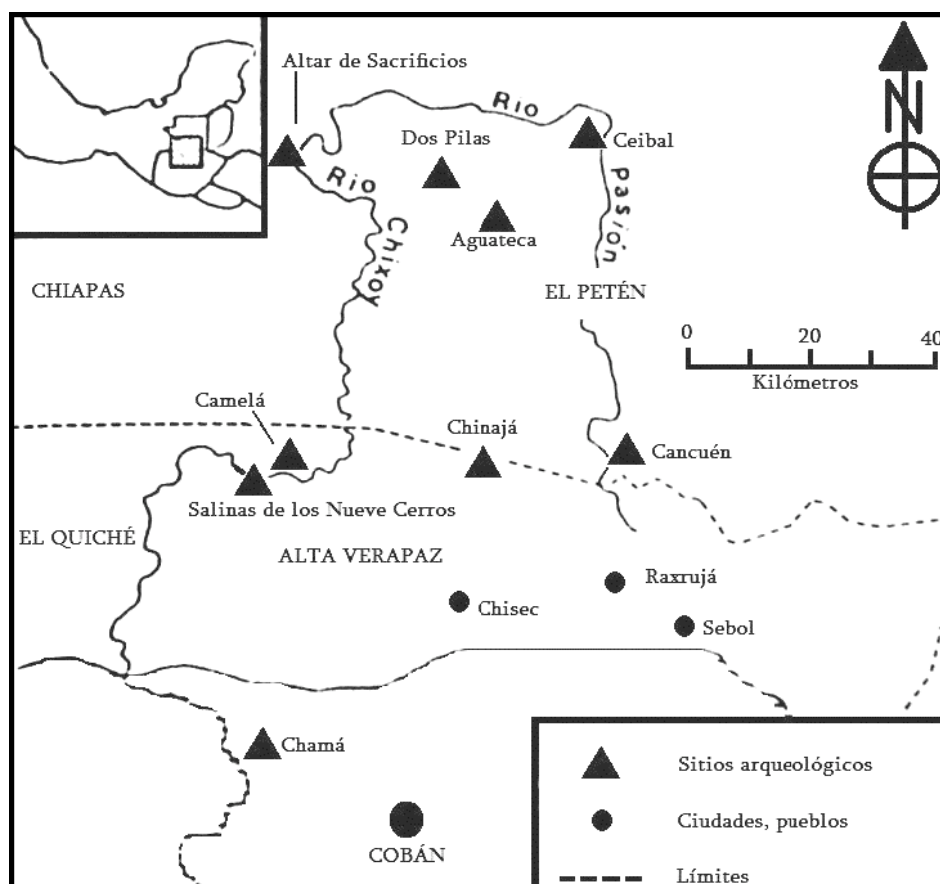 Altar de Sacrificios
Rio
Pasión
Dos Pilas
Ceibal
N
Rio
Chixoy
Aguateca
CHIAPAS
EL PETÉN
0 20 40
Kilómetros
Camelá
Chinajá
Cancuén
Salinas de los Nueve Cerros
EL QUICHÉ
ALTA VERAPAZ
Raxrujá
Chisec
Sebol
Chamá
COBÁN
Sitios arqueológicos
Ciudades, pueblos
Límites